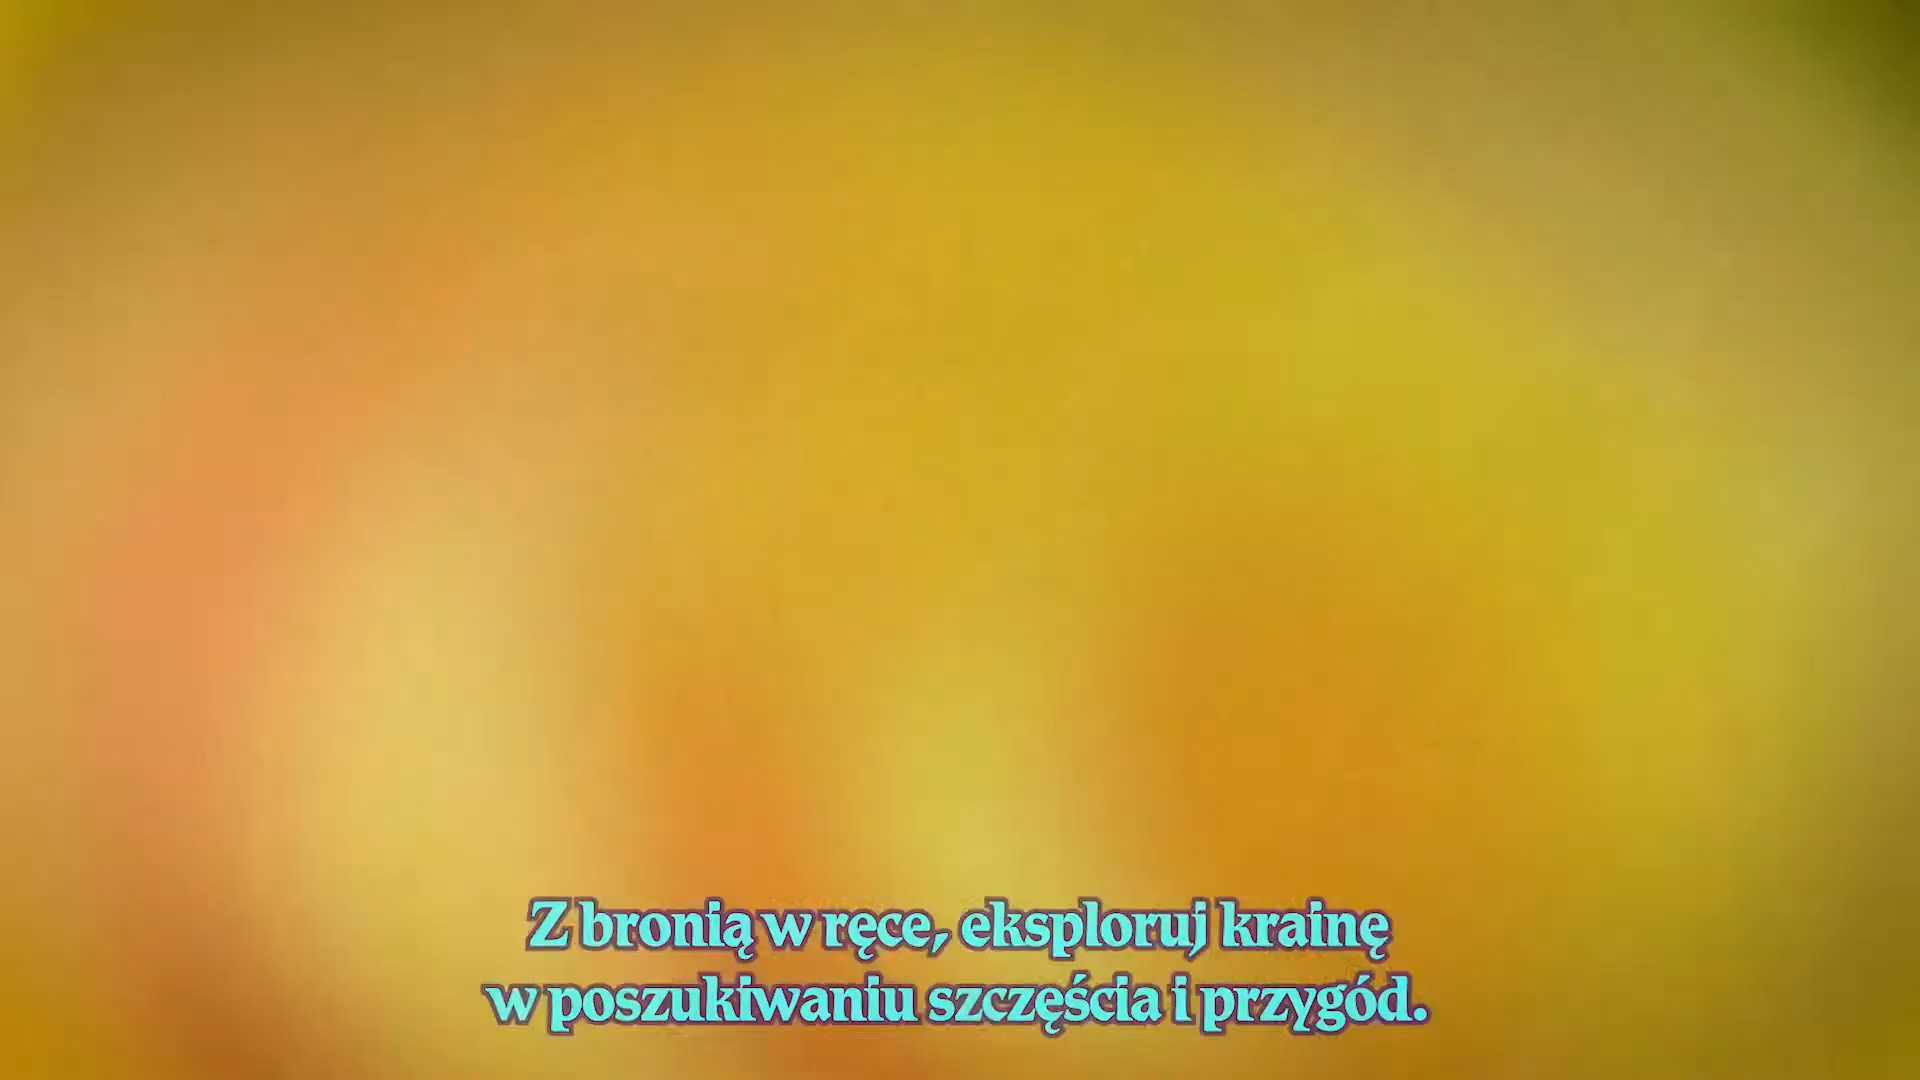 Z bronią w ręce, eksploruj krainę
w poszukiwaniu szczęścia i przygód.